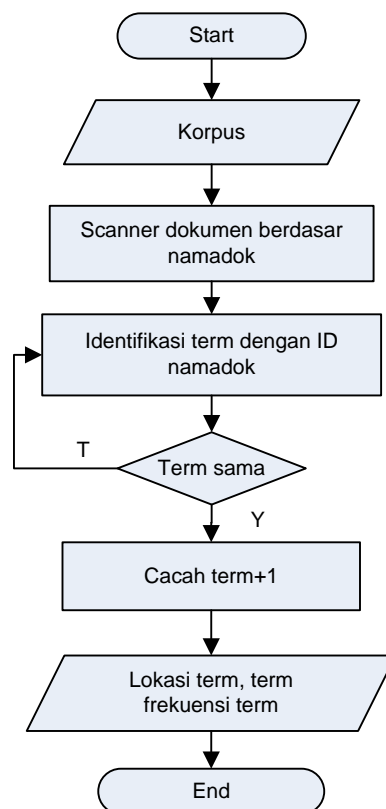 Start
Korpus
Scanner dokumen berdasar
namadok
Identifikasi term dengan ID
namadok
T
Term sama
Y
Cacah term+1
Lokasi term, term
frekuensi term
End